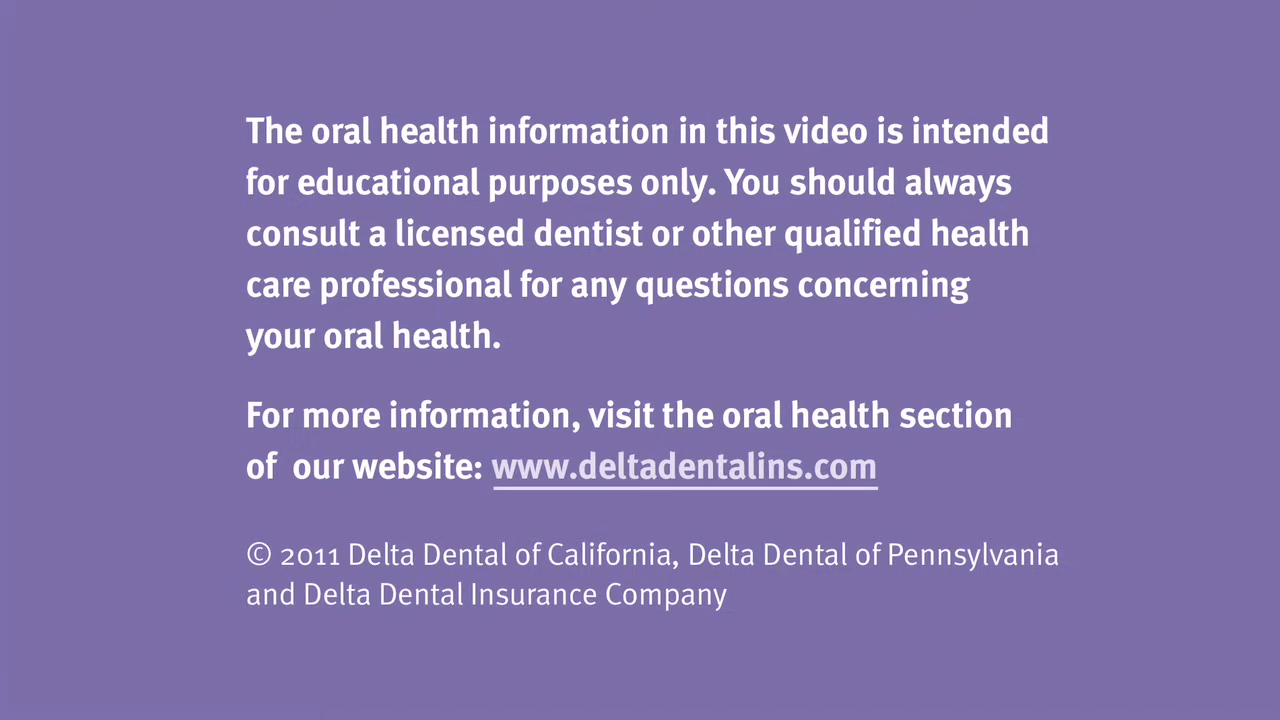 The oral health information in this video is intended
for educational purposes only. You should always
consult a licensed dentist or other qualified health
care professional for any questions concerning
your oral health.
For more information, visit the oral health section
of  our website: www.deltadentalins.com
© 2011 Delta Dental of California, Delta Dental of Pennsylvania
and Delta Dental Insurance Company